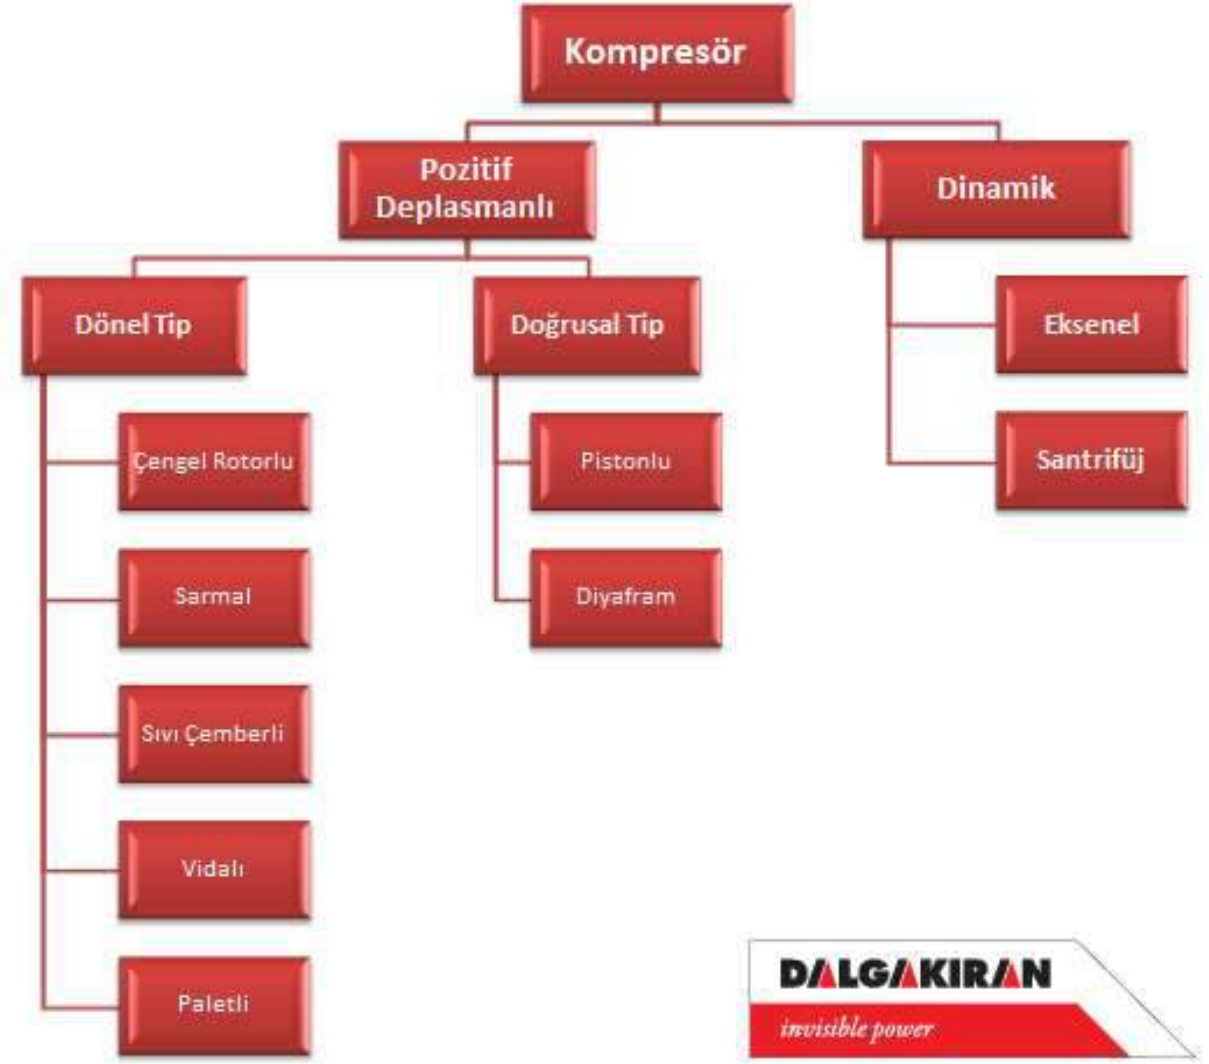 Kompresör
Pozitif
Deplasmanlı
Dinamik
Dönel Tip
Doğrusal Tip
Eksenel
Çengel Rotorlu
Pistonlu
Santrifüj
Sarmal
Diyafram
Sıvı Çemberli
Vidalı
Paletli
DALGAKIRAN
invisible power